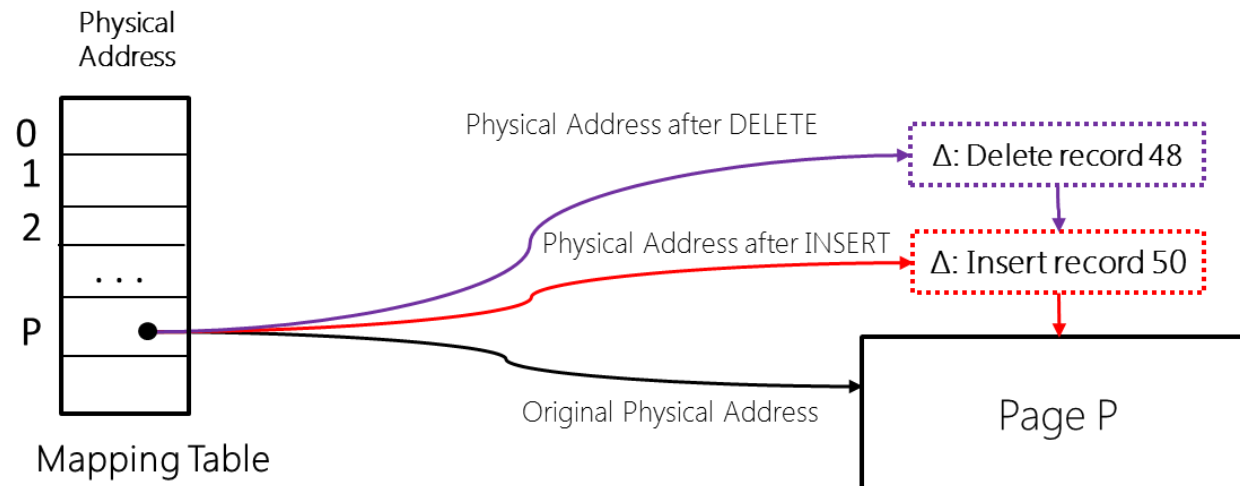 Physical
Address
0
1
2
. . .
P
Mapping Table
Physical Address after DELETE
Δ: Delete record 48
Physical Address after INSERT
Δ: Insert record 50
Original Physical Address
Page P